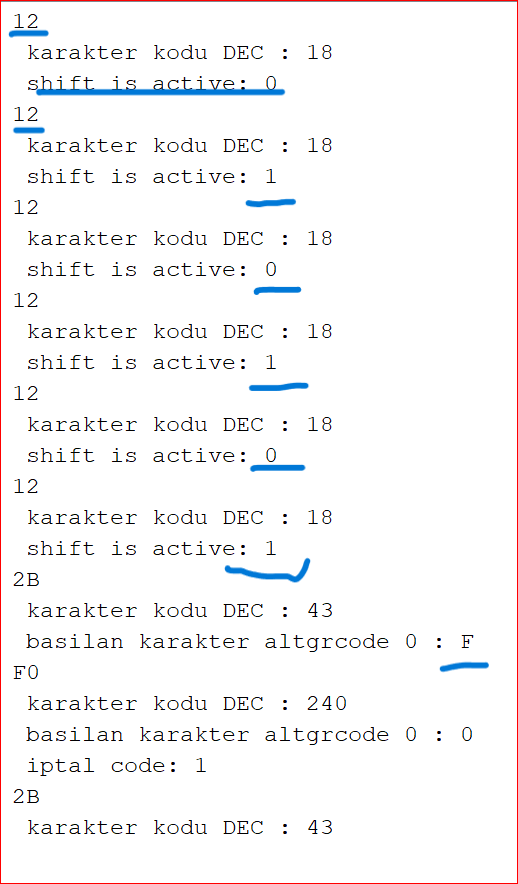 12
karakter kodu DEC : 18
shift is active: 0
12
karakter kodu DEC : 18
shift is active: 1
12
karakter kodu DEC : 18
shift is active: 0
12
karakter kodu DEC : 18
shift is active: 1
12
karakter kodu DEC : 18
shift is active: 0
12
karakter kodu DEC : 18
shift is active: 1
2B
karakter kodu DEC : 43
basilan karakter altgrcode 0 : F
F0
karakter kodu DEC : 240
basilan karakter altgrcode 0 : 0
iptal code: 1
2B
karakter kodu DEC : 43